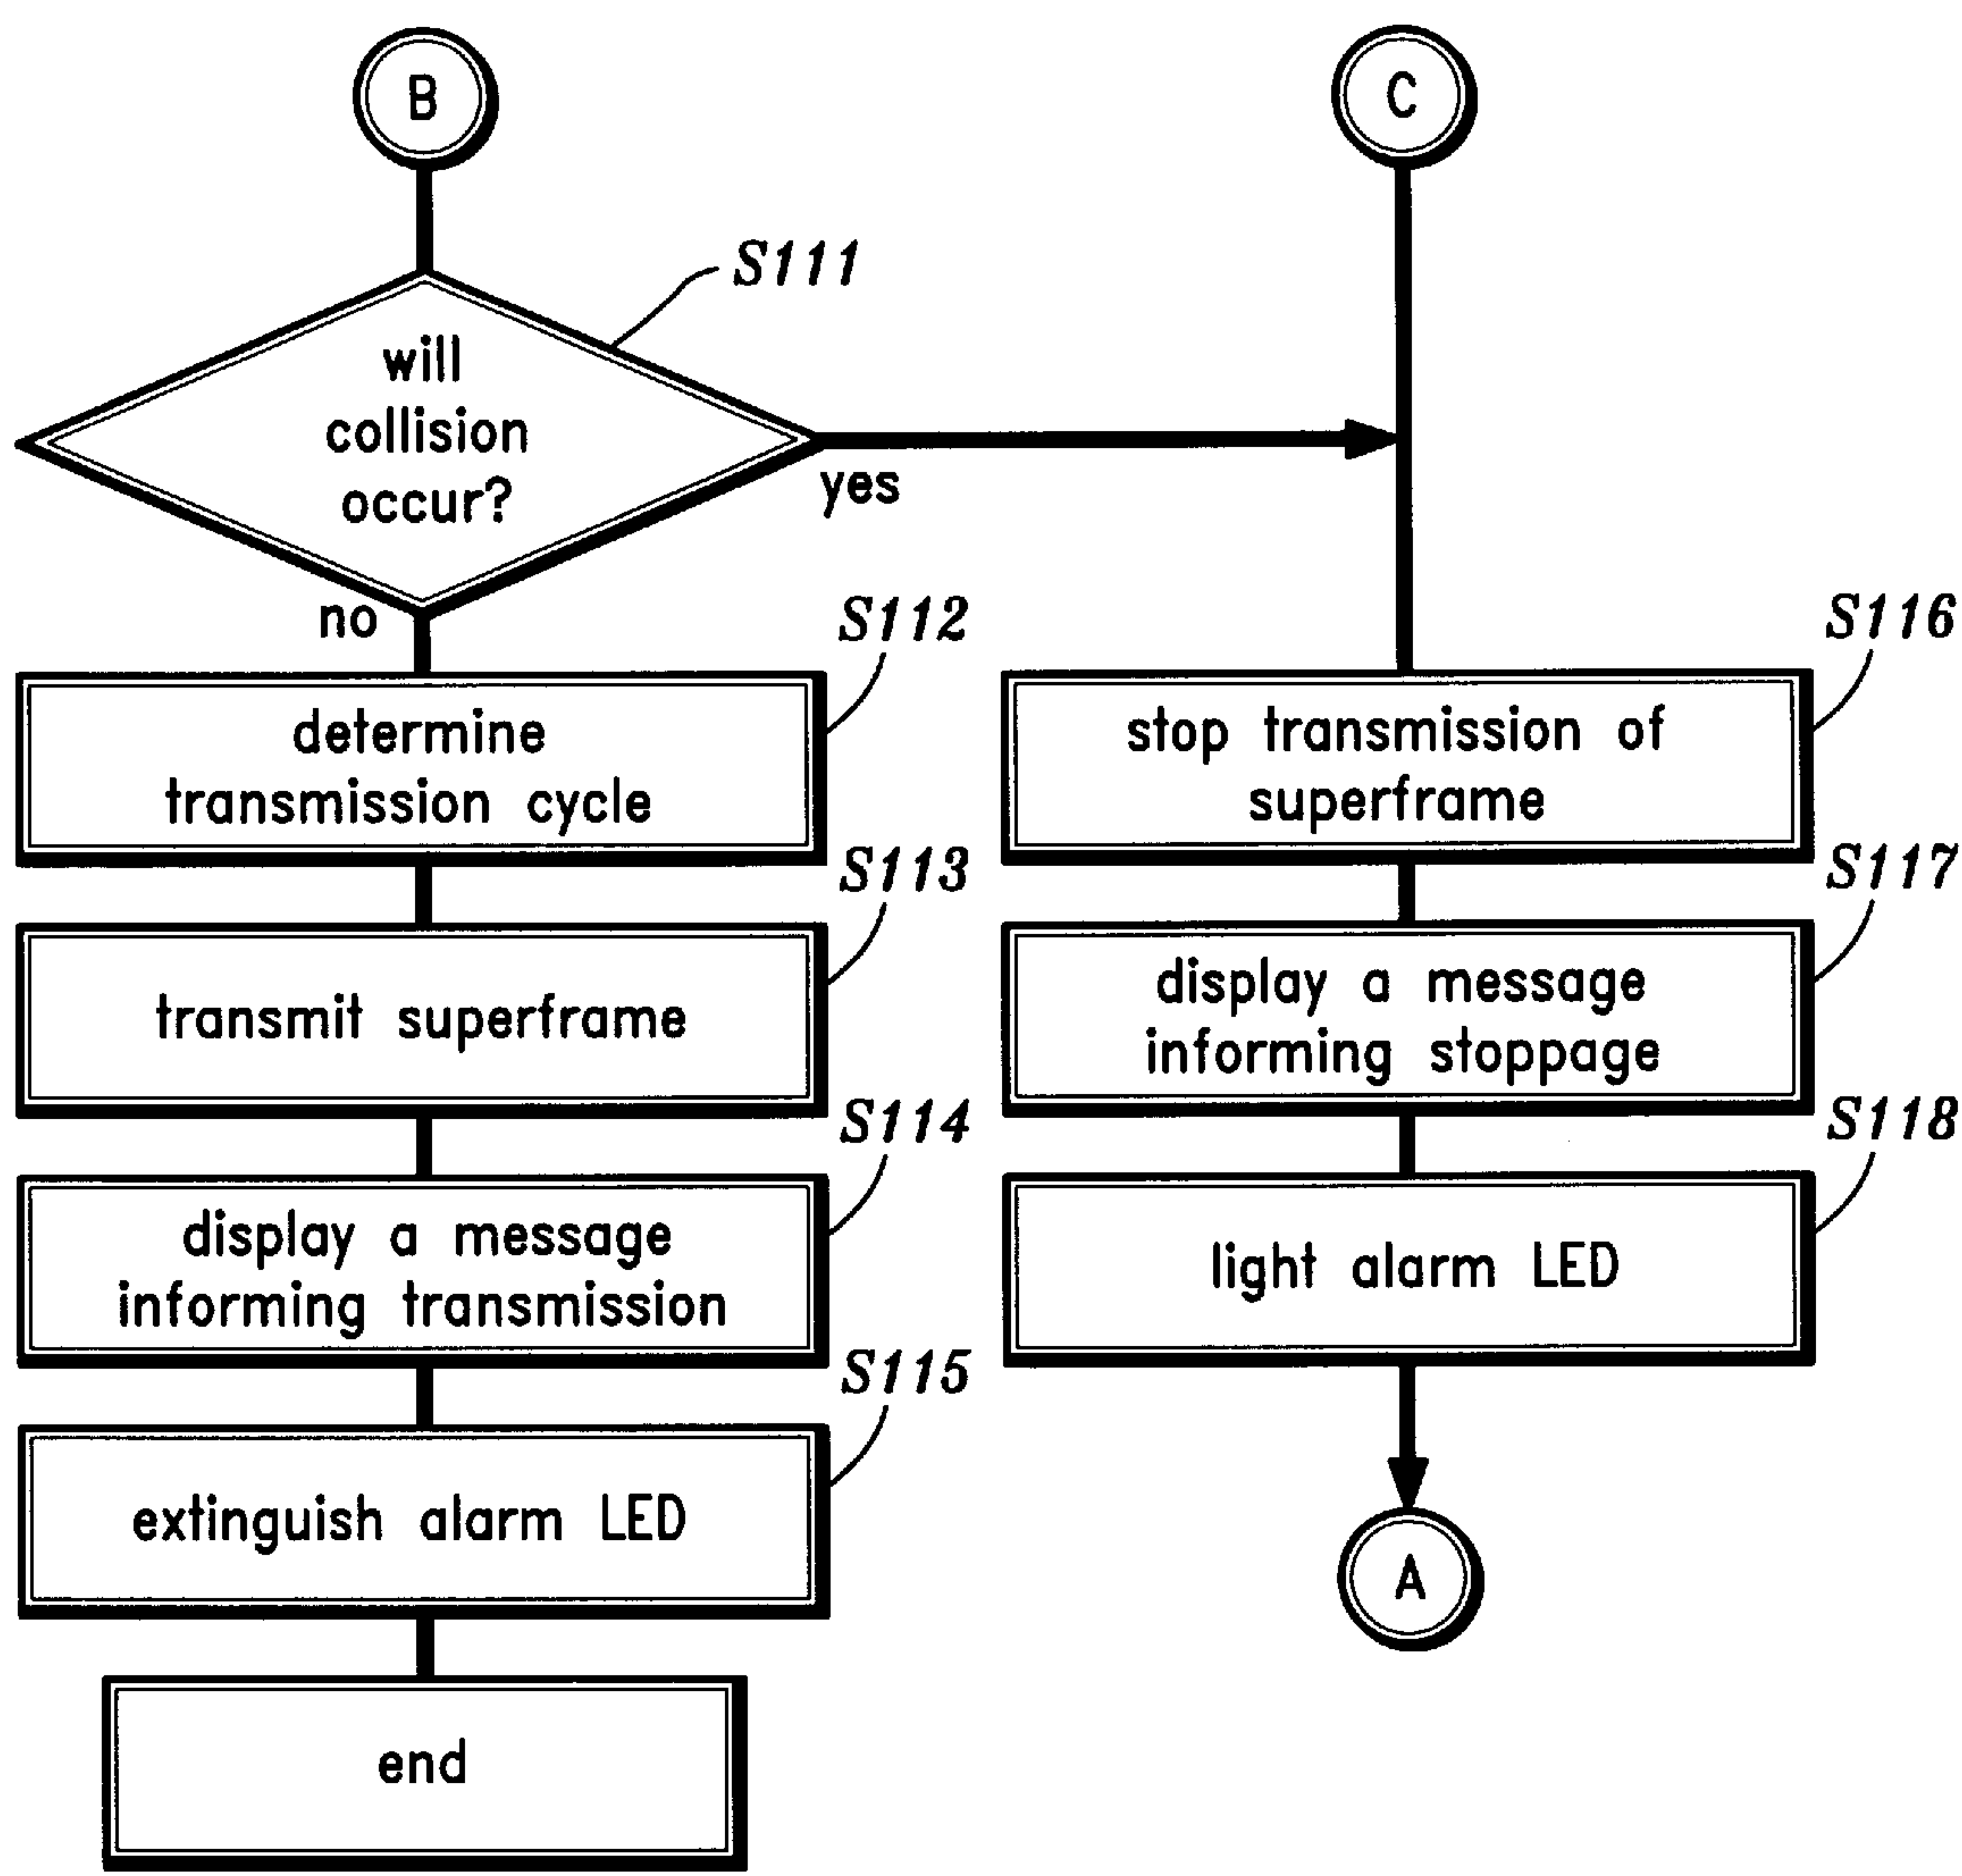 B
S111
will
collision
occur?
yes
no
S112
determine
transmission cycle
S113
transmit superframe
S114
display a message
informing transmission
S115
extinguish alarm LED
end
C
S116
stop transmission of
superframe
S117
display a message
informing stoppage
S118
light alarm LED
A